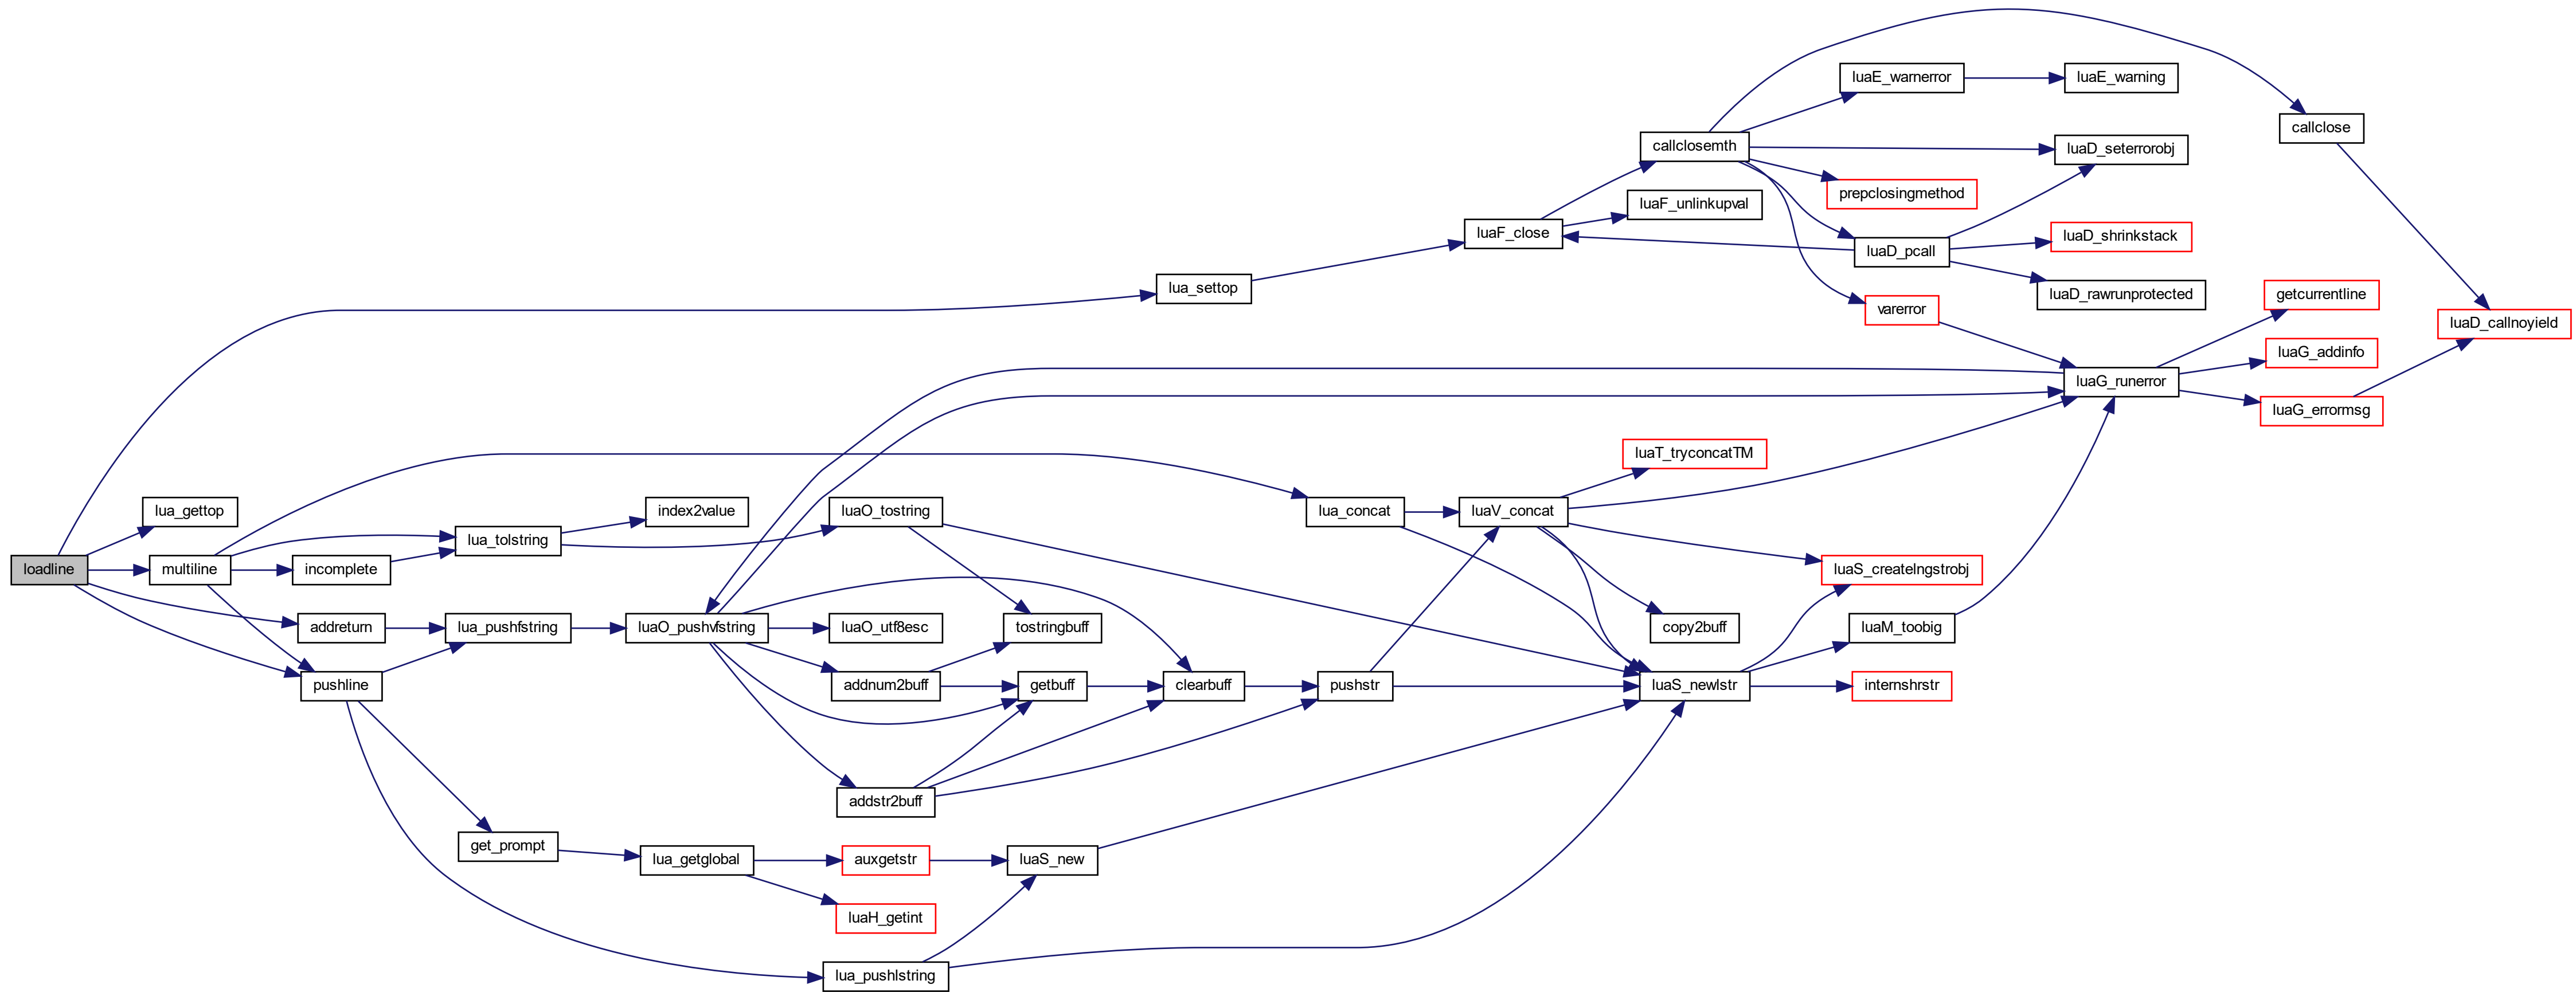 loadline
lua_gettop
multiline
addreturn
pushline
incomplete
lua_tolstring
lua_pushfstring
get_prompt
index2value
luaO_pushvfstring
lua_getglobal
luaO_tostring
luaO_utf8esc
addnum2buff
addstr2buff
auxgetstr
luaH_getint
lua_pushlstring
tostringbuff
getbuff
luaS_new
lua_settop
clearbuff
lua_concat
pushstr
luaF_close
luaV_concat
callclosemth
luaF_unlinkupval
luaT_tryconcatTM
copy2buff
luaS_newlstr
luaE_warnerror
prepclosingmethod
luaD_pcall
varerror
luaS_createlngstrobj
luaM_toobig
internshrstr
luaE_warning
luaD_seterrorobj
luaD_shrinkstack
luaD_rawrunprotected
luaG_runerror
callclose
getcurrentline
luaG_addinfo
luaG_errormsg
luaD_callnoyield